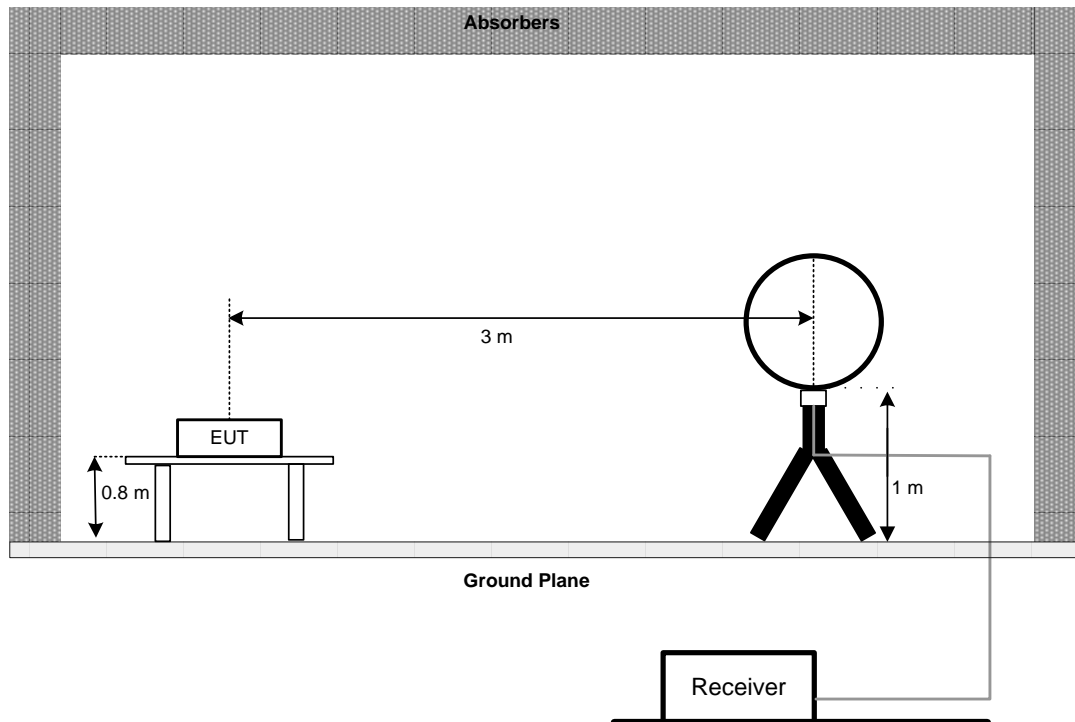 Absorbers
3 m
EUT
0.8 m
1 m
Ground Plane
Receiver